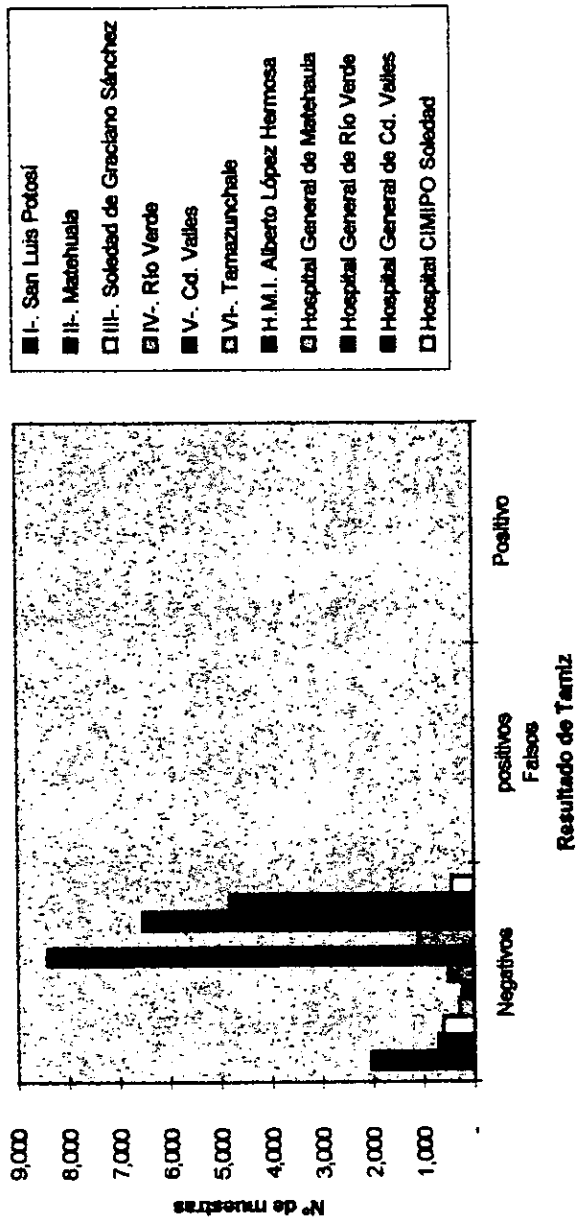 9,000
8,000
7,000
6,000
5,000
4,000
3,000
2,000
1,000
-
Nº de muestras
Negativos
positivos
Falsos
Positivo
Resultado de Tamiz
I-. San Luis Potosí
II-. Matehuala
III-. Soledad de Graciano Sánchez
IV-. Río Verde
V-. Cd. Valles
VI-. Tamazunchale
H.M.I. Alberto López Hermosa
Hospital General de Matehaula
Hospital General de Río Verde
Hospital General de Cd. Valles
Hospital CIMIPO Soledad